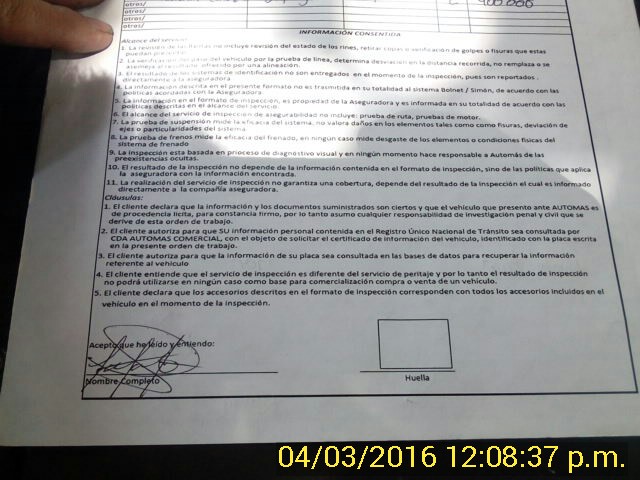 otros/
otros/
otros/
otros/
400.000
INFORMACIÓN CONSENTIDA
Alcance del servicio
1. La revisión de las llantas no incluye revisión del estado de los rines, retirar copas o verificación de golpes o fisuras que estas
puedan presentar.
2. La verificación del paso del vehículo por la prueba de línea, determina desviación en la distancia recorrida, no remplaza o se
asemeja al resultado inferido por una alineación.
3. El resultado de los sistemas de identificación no son entregados en el momento de la inspección, pues son reportados
directamente a la aseguradora
4. La información descrita en el presente formato no es trasmitida en su totalidad al sistema Bolnet / Simón, de acuerdo con las
políticas acordadas con la Aseguradora.
5. La información en el formato de inspección, es propiedad de la Aseguradora y es informada en su totalidad de acuerdo con las
políticas descritas en el alcance del servicio.
6. El alcance del servicio de inspección de asegurabilidad no incluye: prueba de ruta, pruebas de motor.
7. La prueba de suspensión mide la eficacia del sistema, no valora daños en los elementos tales como como fisuras, desviación de
ejes o particularidades del sistema
8. La prueba de frenos mide la eficacia del frenado, en ningún caso mide desgaste de los elementos o condiciones físicas del
sistema de frenado
9. La inspección esta basada en proceso de diagnóstivo visual y en ningún momento hace responsable a Automás de las
preexistencias ocultas.
10. El resultado de la inspección no depende de la información contenida en el formato de inspección, sino de las políticas que aplica
la aseguradora con la información encontrada.
11. La realización del servicio de inspección no garantiza una cobertura, depende del resultado de la inspección el cual es informado
directamente a la compañía aseguradora.
Cláusulas:
1. El cliente declara que la información y los documentos suministrados son ciertos y que el vehículo que presento ante AUTOMAS es
de procedencia licita, para constancia firmo, por lo tanto asumo cualquier responsabilidad de investigación penal y civil que se
derive de esta orden de trabajo.
2. El cliente autoriza para que SU información personal contenida en el Registro Único Nacional de Tránsito sea consultada por
CDA AUTOMAS COMERCIAL, con el objeto de solicitar el certificado de información del vehículo, identificado con la placa escrita
en la presente orden de trabajo.
3. El cliente autoriza para que la información de su placa sea consultada en las bases de datos para recuperar la información
referente al vehículo
4. El cliente entiende que el servicio de inspección es diferente del servicio de peritaje y por lo tanto el resultado de inspección
no podrá utilizarse en ningún caso como base para comercialización compra o venta de un vehículo.
5. El cliente declara que los accesorios descritos en el formato de inspección corresponden con todos los accesorios incluidos en el
vehículo en el momento de la inspección.
Acepto que he leído y entiendo:
Nombre Completo
Huella
04/03/2016 12:08:37 p.m.